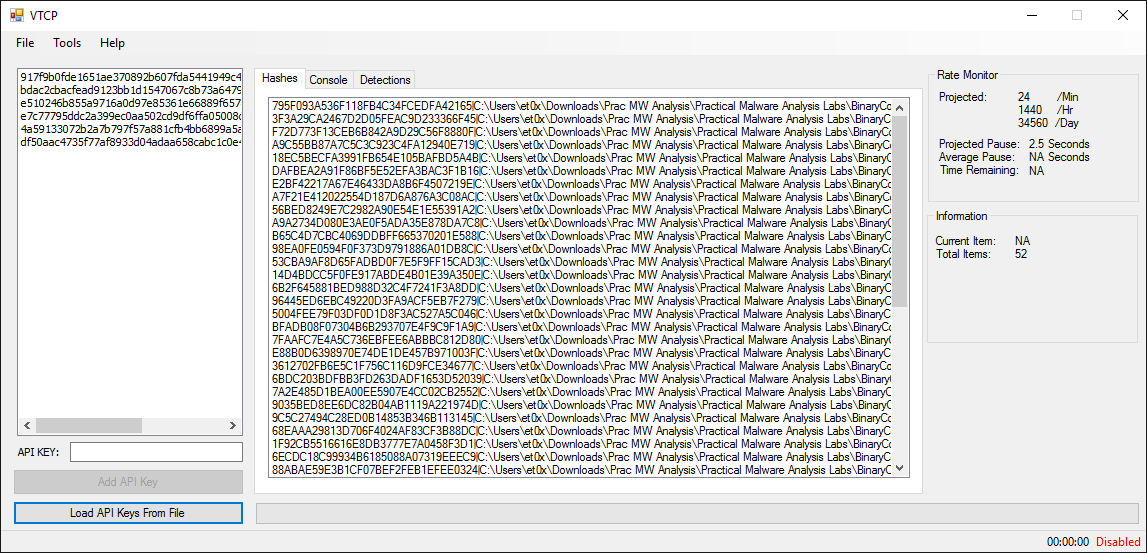 VTCP
File Tools Help
917f9b0fde1651ae370892b607fda5441949c4
bdac2cbacfead9123bb1d1547067c8b73a6479
e510246b855a9716a0d97e85361e66889f657
e7c77795ddc2a399ec0aa502cd9df6ffa05008c
4a59133072b2a7b797f57a881cfb4bb6899a5a
df50aac4735f77af8933d04adaa658cabc1c0e4
API KEY:
Add API Key
Load API Keys From File
Hashes Console Detections
795F093A536F118FB4C34FCEDFA42165|C:\Users\et0x\Downloads\Prac MW Analysis\Practical Malware Analysis Labs\BinaryCo
3F3A29CA2467D2D05FEAC9D233366F45|C:\Users\et0x\Downloads\Prac MW Analysis\Practical Malware Analysis Labs\BinaryC
F72D773F13CEB6B842A9D29C56F8880F|C:\Users\et0x\Downloads\Prac MW Analysis\Practical Malware Analysis Labs\BinaryC
A9C55BB87A7C5C3C923C4FA12940E719|C:\Users\et0x\Downloads\Prac MW Analysis\Practical Malware Analysis Labs\BinaryC
18EC5BECFA3991FB654E105BAFBD5A4B|C:\Users\et0x\Downloads\Prac MW Analysis\Practical Malware Analysis Labs\BinaryC
DAFBEA2A91F86BF5E52EFA3BAC3F1B16|C:\Users\et0x\Downloads\Prac MW Analysis\Practical Malware Analysis Labs\BinaryC
E2BF42217A67E46433DA8B6F4507219E|C:\Users\et0x\Downloads\Prac MW Analysis\Practical Malware Analysis Labs\BinaryCo
A7F21E412022554D187D6A876A3C08AC|C:\Users\et0x\Downloads\Prac MW Analysis\Practical Malware Analysis Labs\BinaryC
56BED8249E7C2982A90E54E1E55391A2|C:\Users\et0x\Downloads\Prac MW Analysis\Practical Malware Analysis Labs\BinaryCo
A9A2734D080E3AE0F5ADA35E878DA7C8|C:\Users\et0x\Downloads\Prac MW Analysis\Practical Malware Analysis Labs\BinaryC
B65C4D7CBC4069DDBFF665370201E588|C:\Users\et0x\Downloads\Prac MW Analysis\Practical Malware Analysis Labs\BinaryC
98EA0FE0594F0F373D9791886A01DB8C|C:\Users\et0x\Downloads\Prac MW Analysis\Practical Malware Analysis Labs\BinaryCo
53CBA9AF8D65FADBD0F7E5F9FF15CAD3|C:\Users\et0x\Downloads\Prac MW Analysis\Practical Malware Analysis Labs\BinaryC
14D4BDCC5F0FE917ABDE4B01E39A350E|C:\Users\et0x\Downloads\Prac MW Analysis\Practical Malware Analysis Labs\BinaryC
6B2F645881BED988D32C4F7241F3A8DD|C:\Users\et0x\Downloads\Prac MW Analysis\Practical Malware Analysis Labs\BinaryCo
96445ED6EBC49220D3FA9ACF5EB7F279|C:\Users\et0x\Downloads\Prac MW Analysis\Practical Malware Analysis Labs\BinaryC
5004FEE79F03DF0D1D8F3AC527A5C046|C:\Users\et0x\Downloads\Prac MW Analysis\Practical Malware Analysis Labs\BinaryCo
BFADB08F07304B6B293707E4F9C9F1A9|C:\Users\et0x\Downloads\Prac MW Analysis\Practical Malware Analysis Labs\BinaryCo
7FAAFC7E4A5C736EBFEE6ABBBC812D80|C:\Users\et0x\Downloads\Prac MW Analysis\Practical Malware Analysis Labs\BinaryC
E88B0D6398970E74DE1DE457B971003F|C:\Users\et0x\Downloads\Prac MW Analysis\Practical Malware Analysis Labs\BinaryCo
3612702FB6E5C1F756C116D9FCE34677|C:\Users\et0x\Downloads\Prac MW Analysis\Practical Malware Analysis Labs\BinaryCo
6BDC203BDFBB3FD263DADF1653D52039|C:\Users\et0x\Downloads\Prac MW Analysis\Practical Malware Analysis Labs\BinaryC
7A2E485D1BEA00EE5907E4CC02CB2552|C:\Users\et0x\Downloads\Prac MW Analysis\Practical Malware Analysis Labs\BinaryC
9035BED8EE6DC82B04AB1119A221974D|C:\Users\et0x\Downloads\Prac MW Analysis\Practical Malware Analysis Labs\BinaryC
9C5C27494C28ED0B14853B346B113145|C:\Users\et0x\Downloads\Prac MW Analysis\Practical Malware Analysis Labs\BinaryCo
68EAAA29813D706F4024AF83CF3B88DC|C:\Users\et0x\Downloads\Prac MW Analysis\Practical Malware Analysis Labs\BinaryC
1F92CB5516616E8DB3777E7A0458F3D1|C:\Users\et0x\Downloads\Prac MW Analysis\Practical Malware Analysis Labs\BinaryCo
6ECDC18C99934B6185088A07319EEEC9|C:\Users\et0x\Downloads\Prac MW Analysis\Practical Malware Analysis Labs\BinaryC
88ABAE59E3B1CF07BEF2FEB1EFEE0324|C:\Users\et0x\Downloads\Prac MW Analysis\Practical Malware Analysis Labs\BinaryC
Rate Monitor
Projected: 24 /Min
1440 /Hr
34560 /Day
Projected Pause: 2.5 Seconds
Average Pause: NA Seconds
Time Remaining: NA
Information
Current Item: NA
Total Items: 52
00:00:00 Disabled